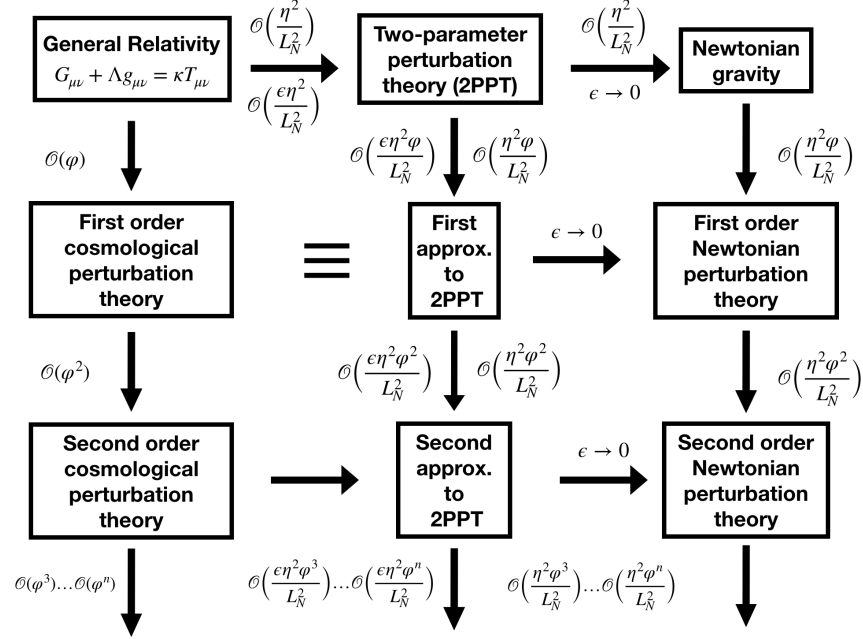 General Relativity
G_{μν} + Λg_{μν} = κT_{μν}
𝒪(η²/L_N²)
𝒪(ϵη²/L_N²)
Two-parameter
perturbation
theory (2PPT)
𝒪(η²/L_N²)
ϵ → 0
Newtonian
gravity
𝒪(φ)
𝒪(ϵη²φ/L_N²)
𝒪(η²φ/L_N²)
𝒪(η²φ/L_N²)
First order
cosmological
perturbation
theory
≡
First
approx.
to
2PPT
ϵ → 0
First order
Newtonian
perturbation
theory
𝒪(φ²)
𝒪(ϵη²φ²/L_N²)
𝒪(η²φ²/L_N²)
𝒪(η²φ²/L_N²)
Second order
cosmological
perturbation
theory
Second
approx.
to
2PPT
ϵ → 0
Second order
Newtonian
perturbation
theory
𝒪(φ³)…𝒪(φⁿ)
𝒪(ϵη²φ³/L_N²)…𝒪(ϵη²φⁿ/L_N²)
𝒪(η²φ³/L_N²)…𝒪(η²φⁿ/L_N²)